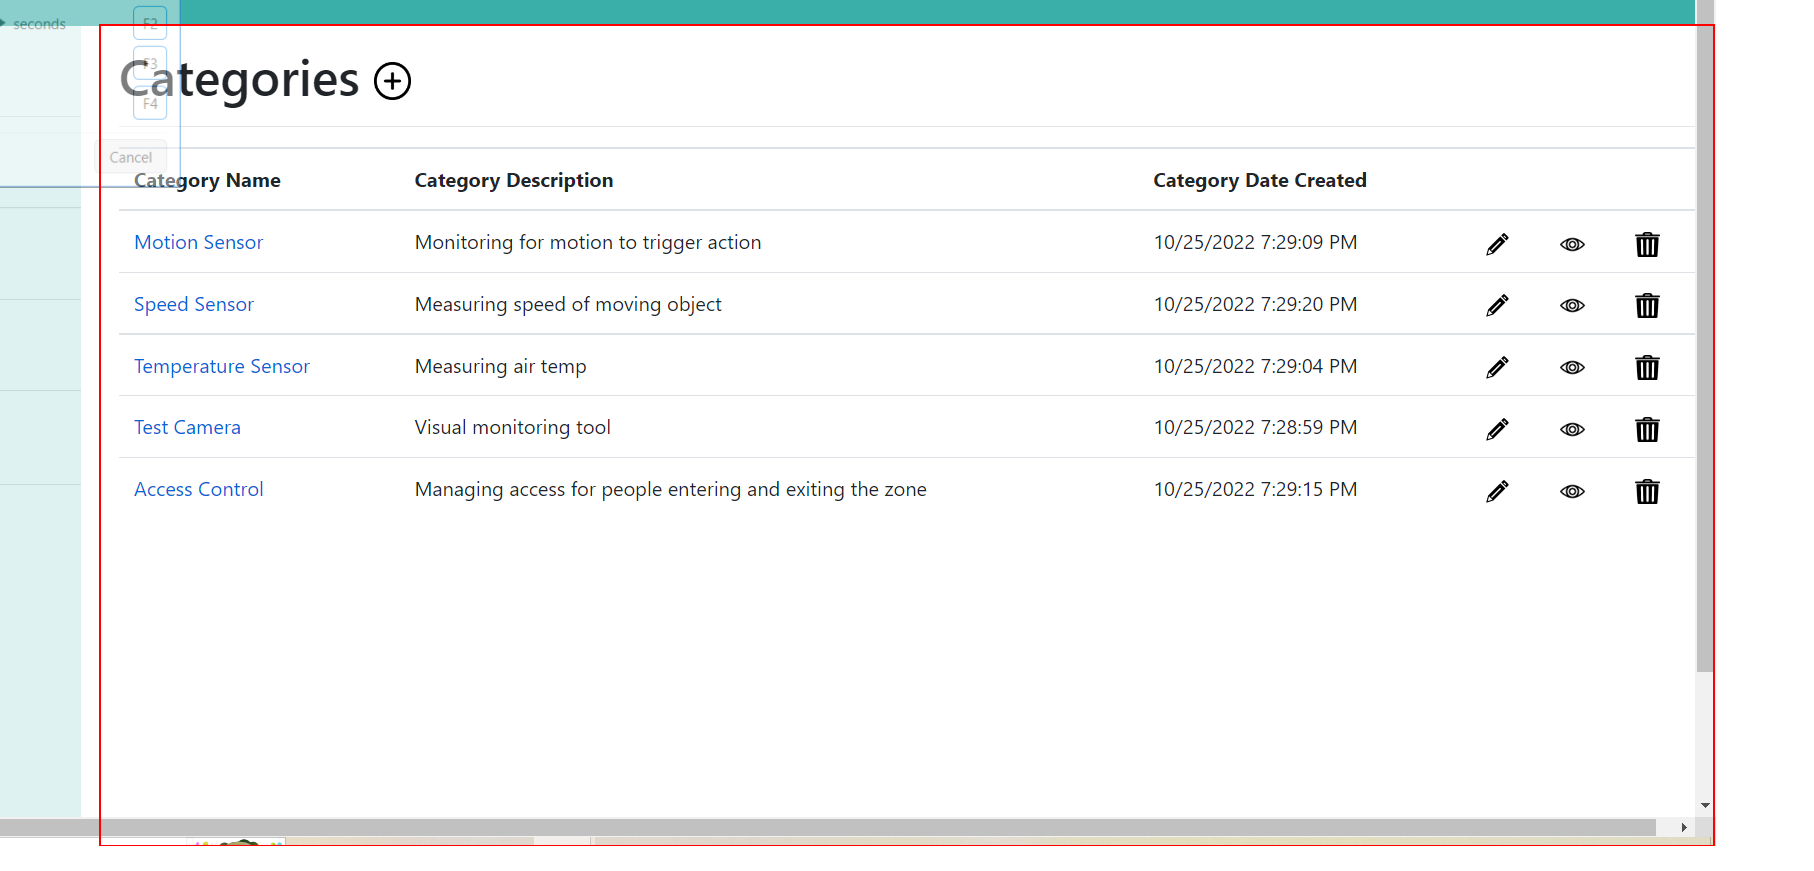 seconds
F2
F3
F4
Categories
Cancel
Category Name Category Description Category Date Created
Motion Sensor Monitoring for motion to trigger action 10/25/2022 7:29:09 PM
Speed Sensor Measuring speed of moving object 10/25/2022 7:29:20 PM
Temperature Sensor Measuring air temp 10/25/2022 7:29:04 PM
Test Camera Visual monitoring tool 10/25/2022 7:28:59 PM
Access Control Managing access for people entering and exiting the zone 10/25/2022 7:29:15 PM